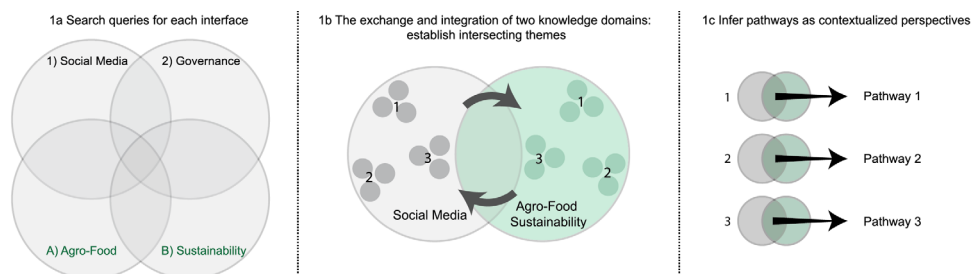 1a Search queries for each interface
1) Social Media
2) Governance
A) Agro-Food
B) Sustainability
1b The exchange and integration of two knowledge domains:
establish intersecting themes
1
2
3
Social Media
1
3
2
Agro-Food
Sustainability
1c Infer pathways as contextualized perspectives
1 Pathway 1
2 Pathway 2
3 Pathway 3